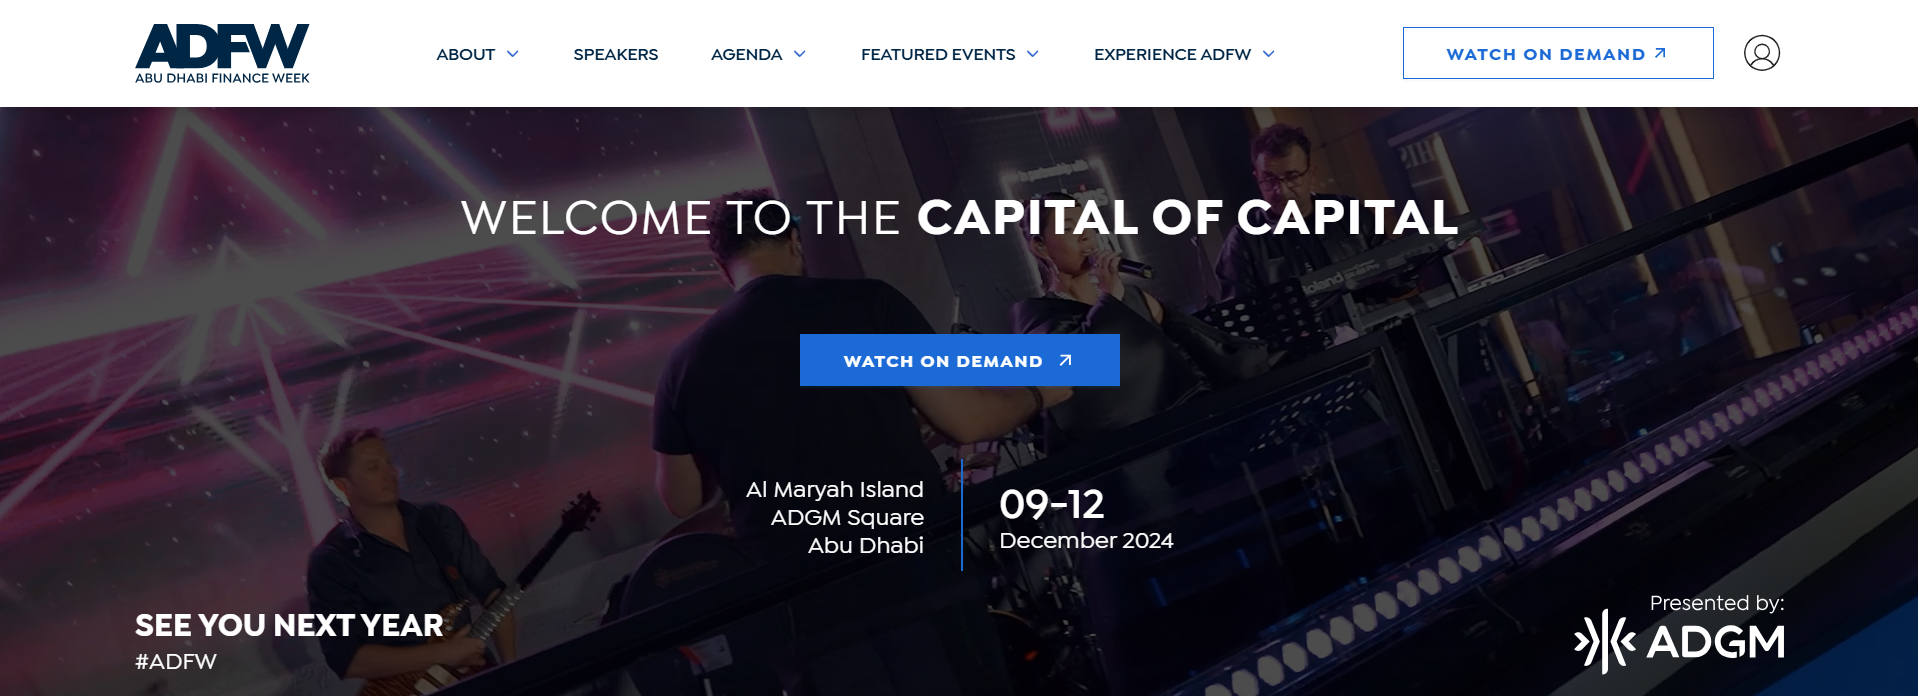 ADFW
ABU DHABI FINANCE WEEK
ABOUT
SPEAKERS
AGENDA
FEATURED EVENTS
EXPERIENCE ADFW
WATCH ON DEMAND
WELCOME TO THE CAPITAL OF CAPITAL
Roland
WATCH ON DEMAND
Al Maryah Island
ADGM Square
Abu Dhabi
09-12
December 2024
SEE YOU NEXT YEAR
#ADFW
Presented by:
ADGM